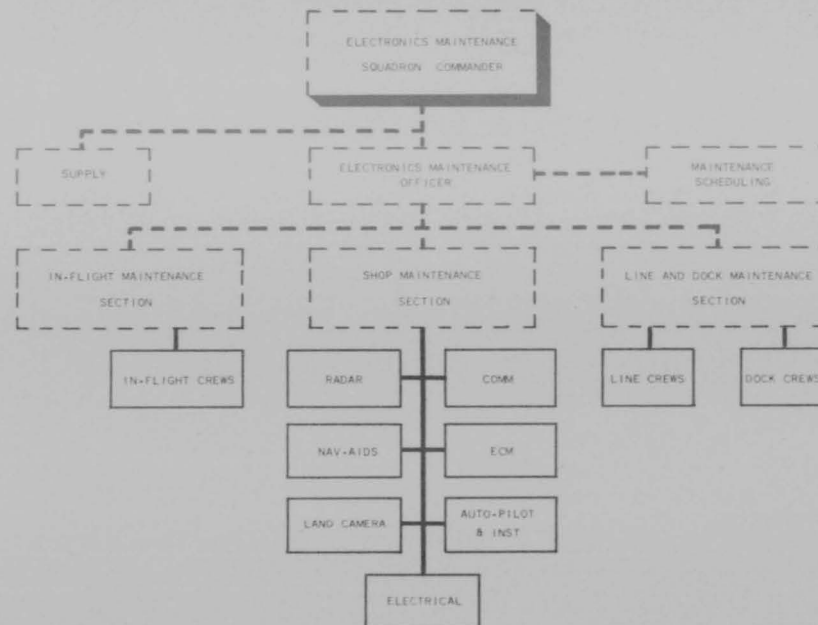 ELECTRONICS MAINTENANCE
SQUADRON COMMANDER
SUPPLY
ELECTRONICS MAINTENANCE
OFFICER
MAINTENANCE
SCHEDULING
IN-FLIGHT MAINTENANCE
SECTION
SHOP MAINTENANCE
SECTION
LINE AND DOCK MAINTENANCE
SECTION
IN-FLIGHT CREWS
RADAR
COMM
LINE CREWS
DOCK CREWS
NAV-AIDS
ECM
LAND CAMERA
AUTO-PILOT
& INST
ELECTRICAL